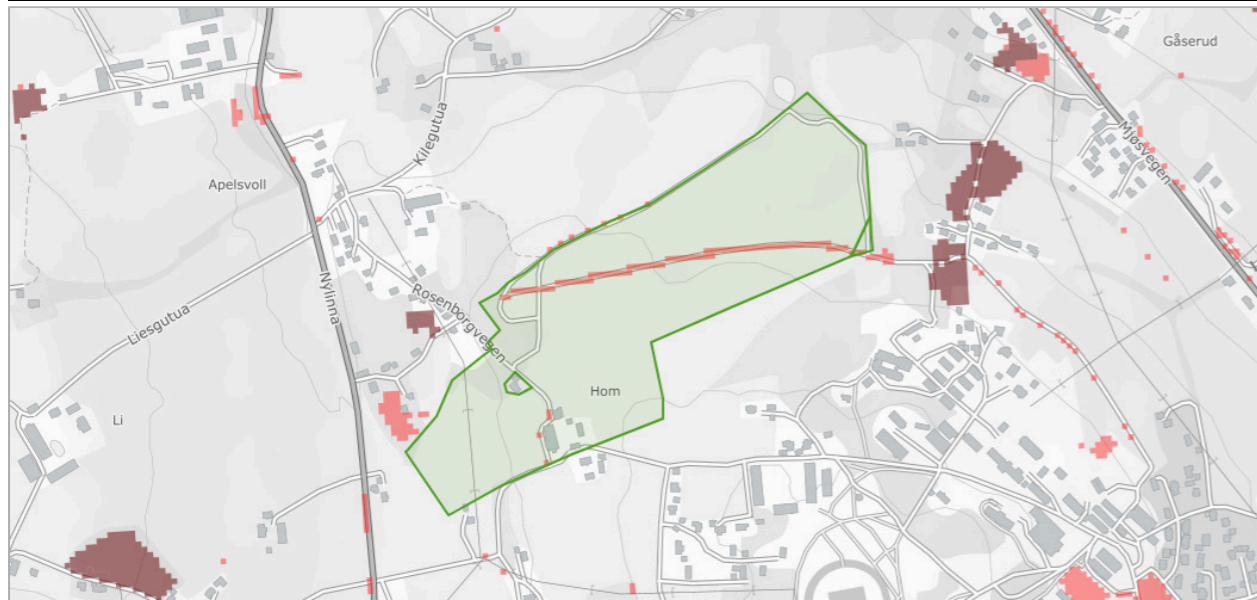 Gåserud
Kilegutua
Mjøsvegen
Apelsvoll
Nylinna
Rosenborgvegen
Liesgutua
Hom
Li